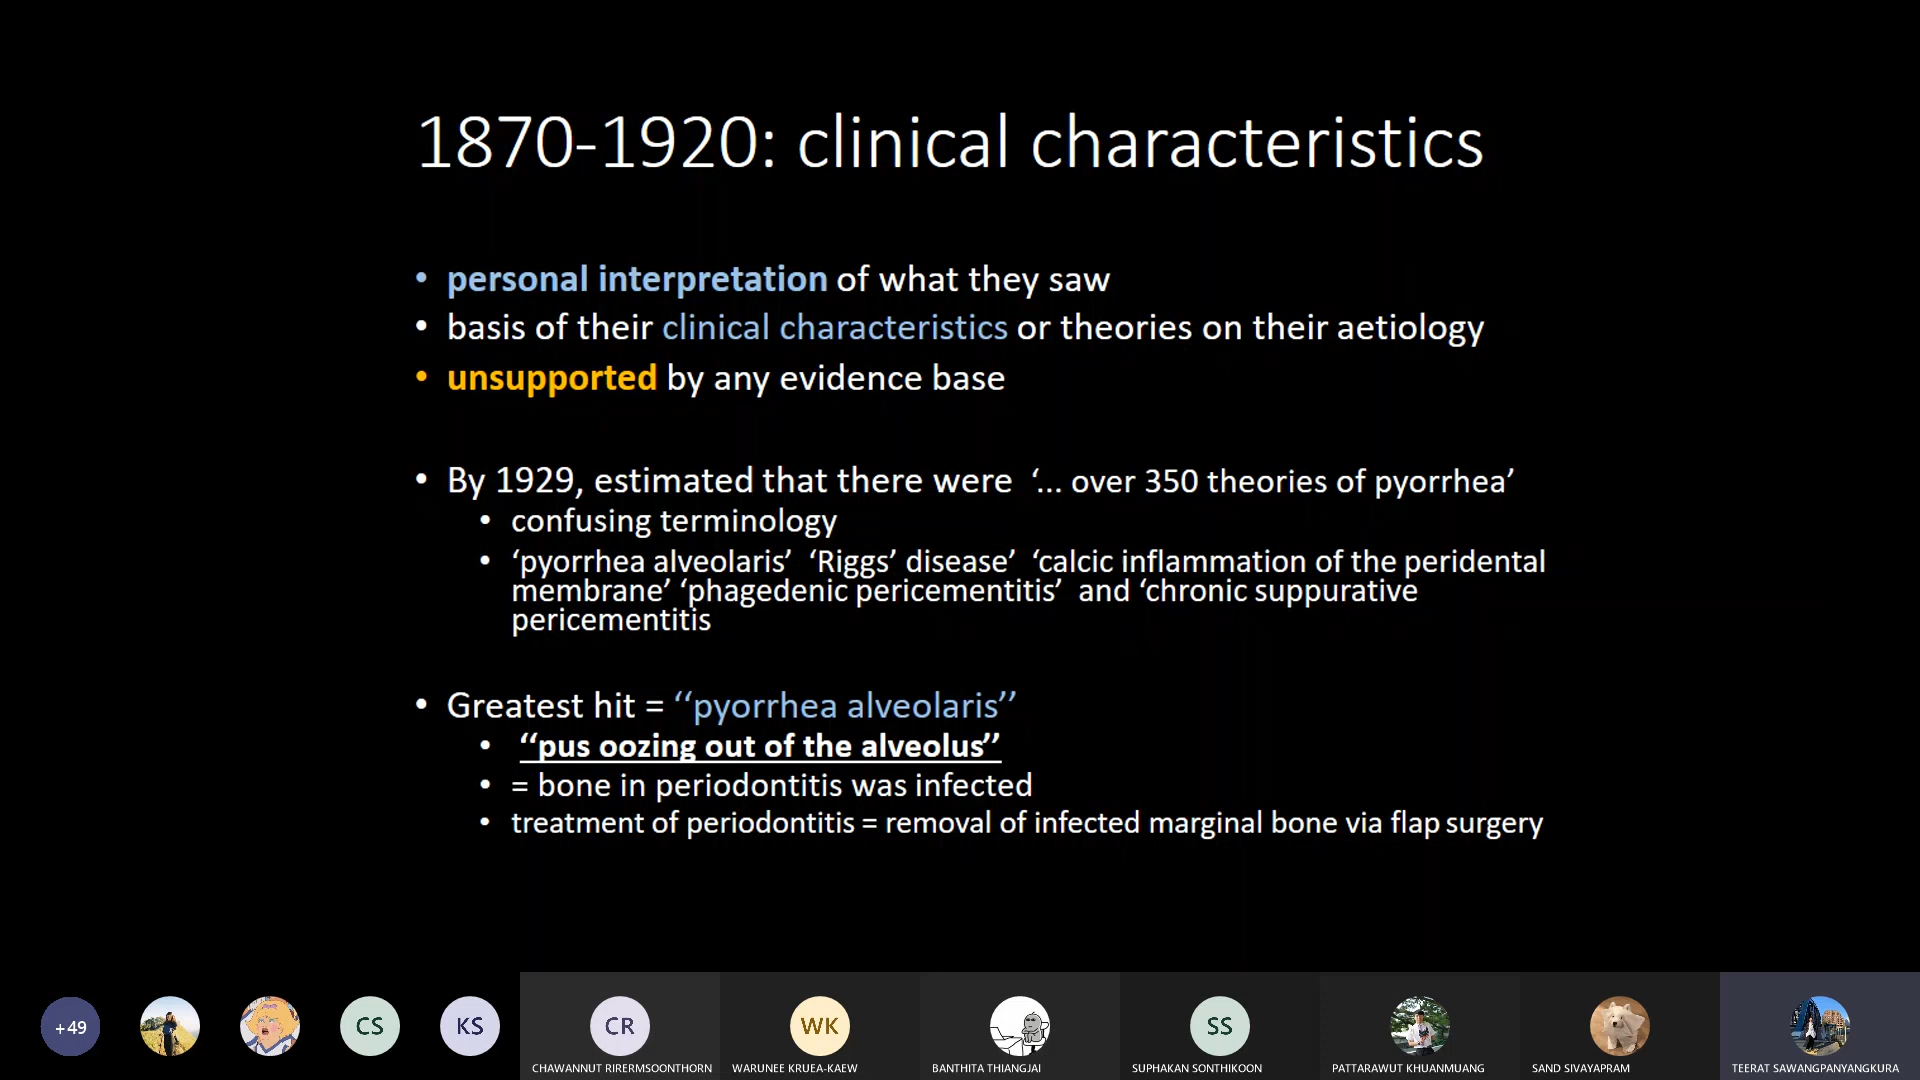 1870-1920: clinical characteristics
• personal interpretation of what they saw
• basis of their clinical characteristics or theories on their aetiology
• unsupported by any evidence base
• By 1929, estimated that there were ‘... over 350 theories of pyorrhea’
• confusing terminology
• ‘pyorrhea alveolaris’ ‘Riggs’ disease’ ‘calcic inflammation of the peridental
membrane’ ‘phagedenic pericementitis’ and ‘chronic suppurative
pericementitis
• Greatest hit = ‘‘pyorrhea alveolaris’’
• ‘‘pus oozing out of the alveolus’’
• = bone in periodontitis was infected
• treatment of periodontitis = removal of infected marginal bone via flap surgery
+49
CS
KS
CR
WK
SS
CHAWANNUT RIRERMSOONTHORN
WARUNEE KRUEA-KAEW
BANTHITA THIANGJAI
SUPHAKAN SONTHIKOON
PATTARAWUT KHUANMUANG
SAND SIVAYAPRAM
TEERAT SAWANGPANYANGKURA